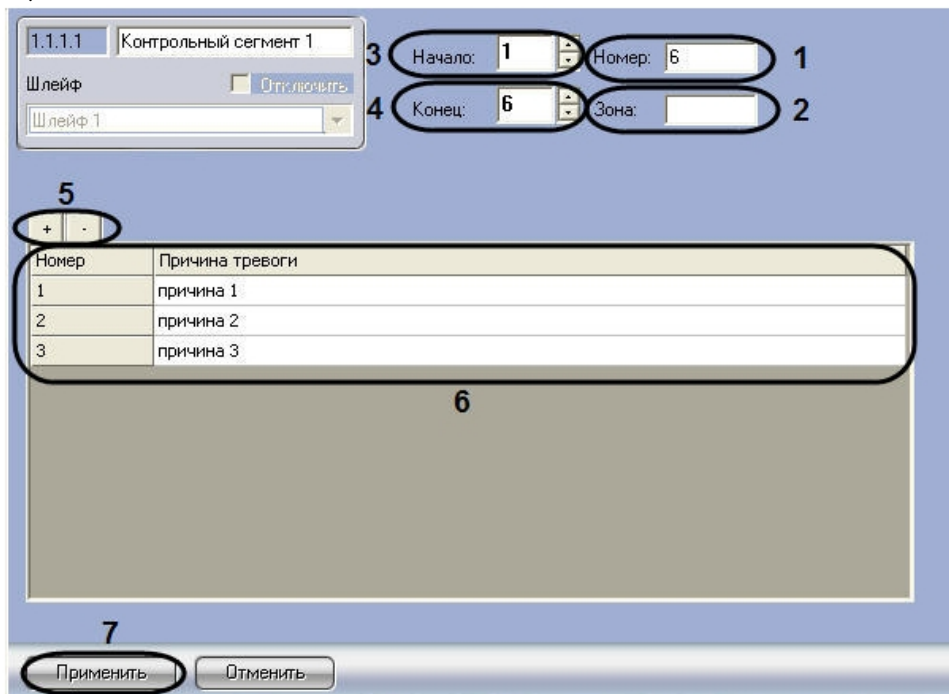 1.1.1.1 Контрольный сегмент 1
Шлейф Отключить
Шлейф 1
3 Начало: 1 Номер: 6 1
4 Конец: 6 Зона: 2
5
+ -
Номер Причина тревоги
1 причина 1
2 причина 2
3 причина 3
6
7
Применить Отменить